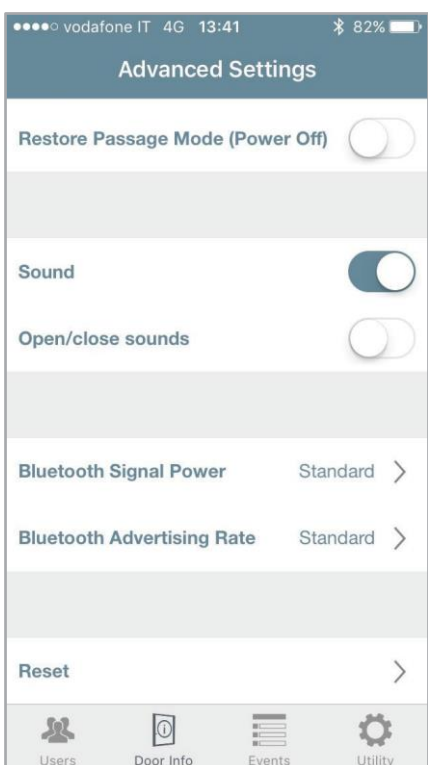 vodafone IT 4G 13:41 82%
Advanced Settings
Restore Passage Mode (Power Off)
Sound
Open/close sounds
Bluetooth Signal Power Standard
Bluetooth Advertising Rate Standard
Reset
Users Door Info Events Utility